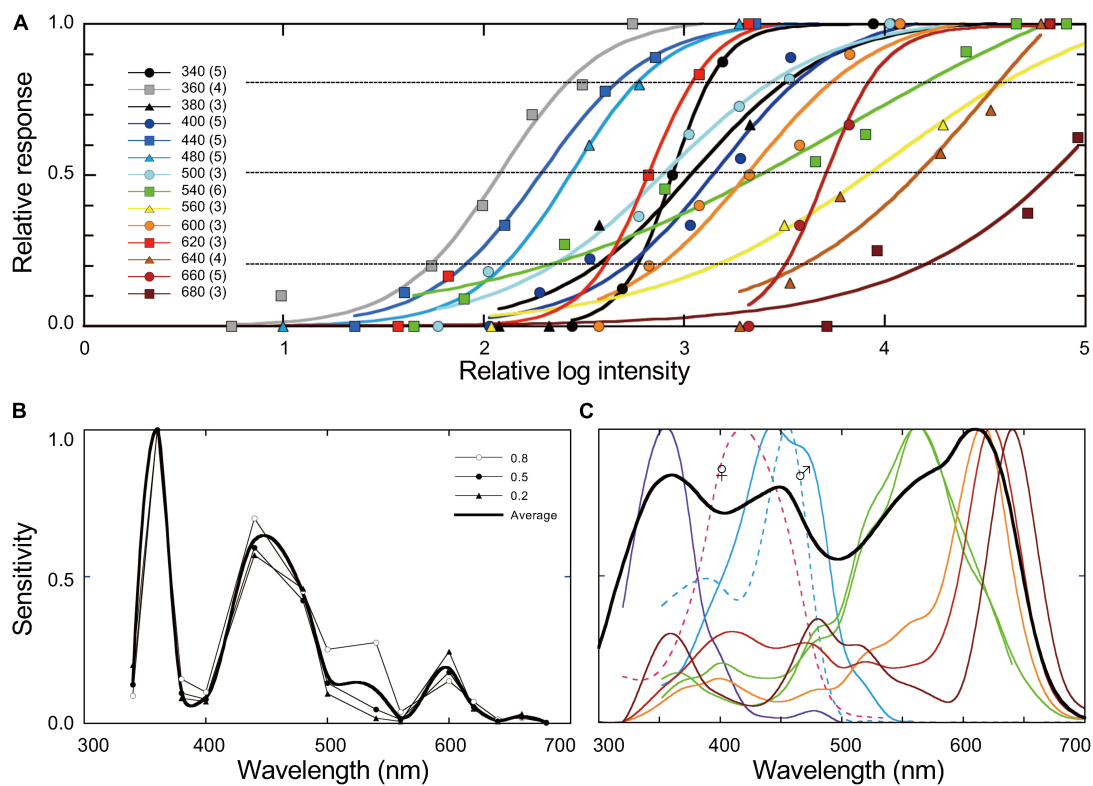 A
Relative response
1.0
0.5
0.0
340 (5)
360 (4)
380 (3)
400 (5)
440 (5)
480 (5)
500 (3)
540 (6)
560 (3)
600 (3)
620 (3)
640 (4)
660 (5)
680 (3)
0 1 2 3 4 5
Relative log intensity
B
Sensitivity
1.0
0.5
0.0
0.8
0.5
0.2
Average
300 400 500 600 700
Wavelength (nm)
C
♀ ♂
300 400 500 600 700
Wavelength (nm)